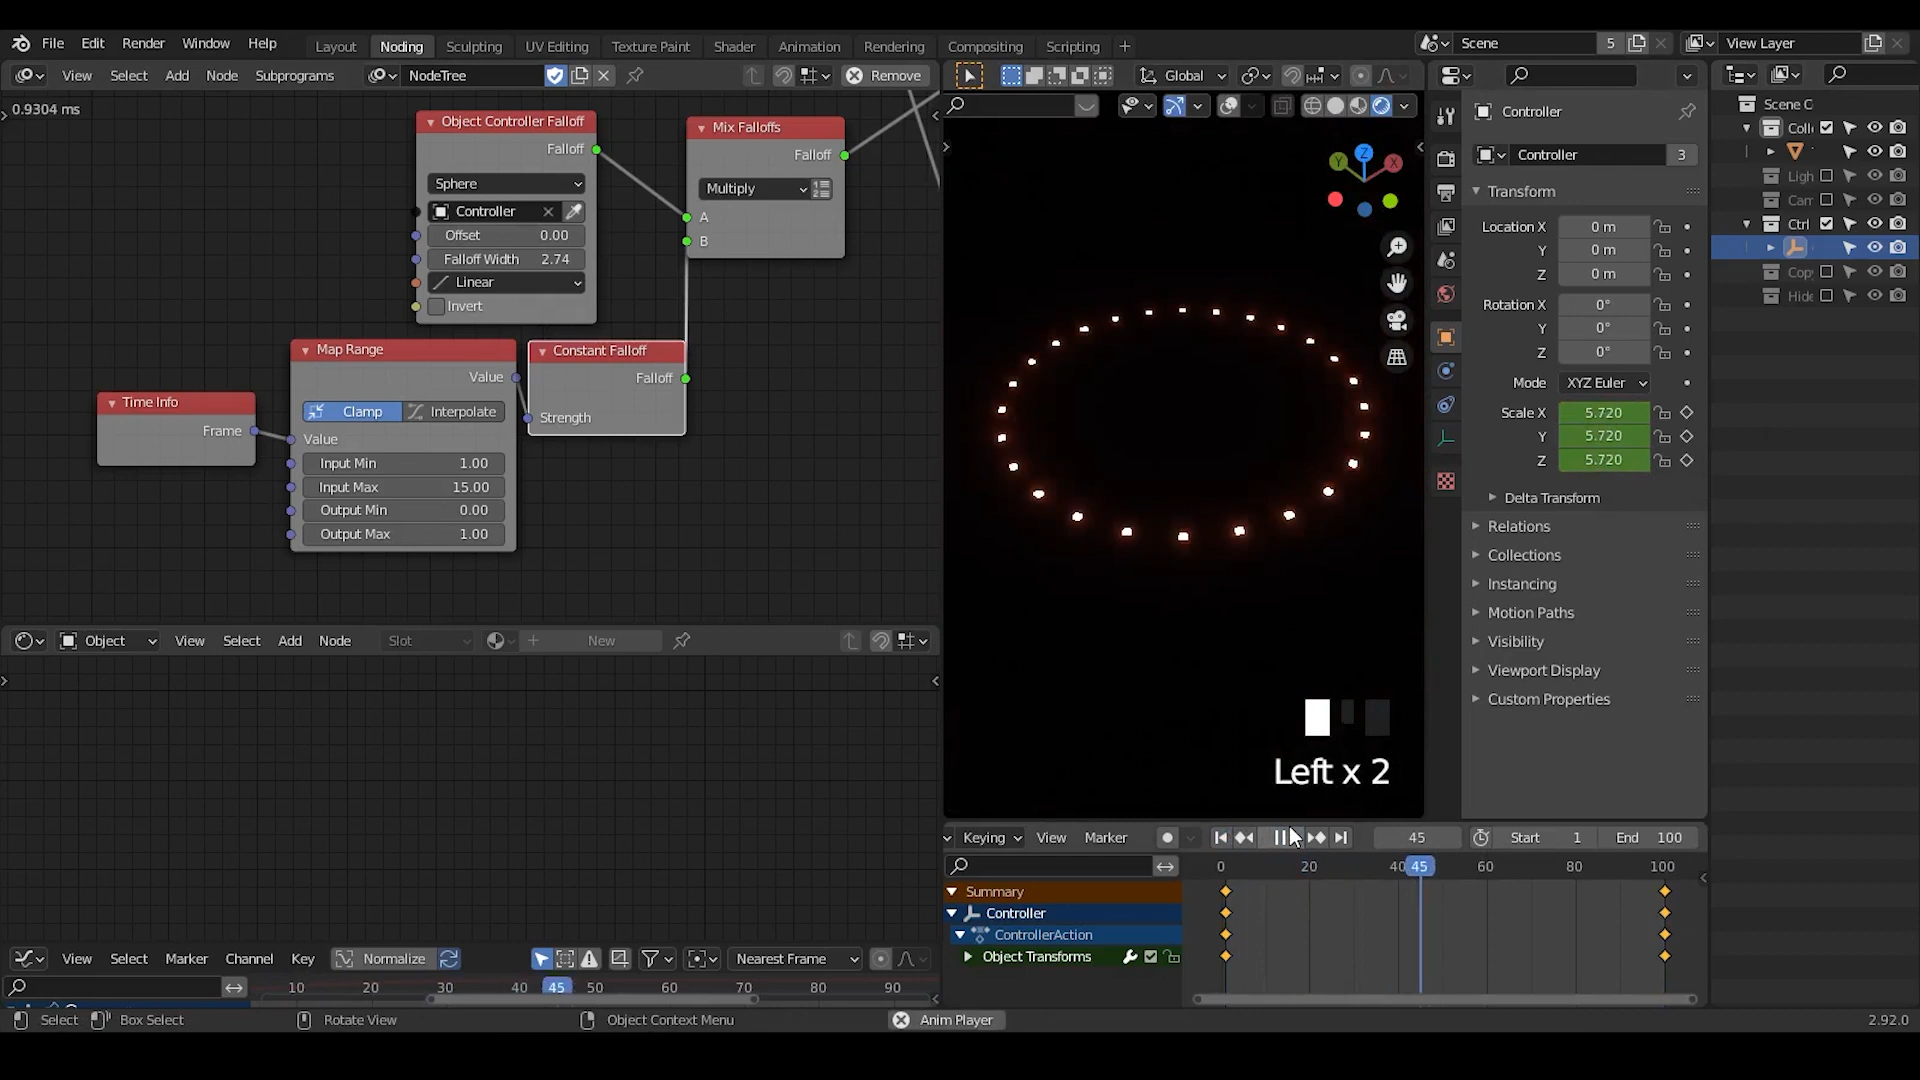 File Edit Render Window Help Layout Noding Sculpting UV Editing Texture Paint Shader Animation Rendering Compositing Scripting Scene 5 View Layer
View Select Add Node Subprograms NodeTree Remove Global
0.9304 ms
Object Controller Falloff
Falloff
Sphere
Controller
Offset 0.00
Falloff Width 2.74
Linear
Invert
Mix Falloffs
Falloff
Multiply
A
B
Map Range
Value
Clamp Interpolate
Value
Input Min 1.00
Input Max 15.00
Output Min 0.00
Output Max 1.00
Constant Falloff
Falloff
Strength
Time Info
Frame
Z
Y
X
Left x 2
Controller
Controller 3
Transform
Location X 0 m
Y 0 m
Z 0 m
Rotation X 0°
Y 0°
Z 0°
Mode XYZ Euler
Scale X 5.720
Y 5.720
Z 5.720
Delta Transform
Relations
Collections
Instancing
Motion Paths
Visibility
Viewport Display
Custom Properties
Scene C
Coll
Ligh
Cam
Ctrl
Cop
Hide
Object View Select Add Node Slot New
Keying View Marker 45 Start 1 End 100
0 20 40 45 60 80 100
Summary
Controller
ControllerAction
Object Transforms
View Select Marker Channel Key Normalize Nearest Frame
10 20 30 40 45 50 60 70 80 90
Select Box Select Rotate View Object Context Menu Anim Player 2.92.0